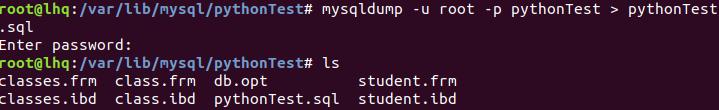 root@lhq:/var/lib/mysql/pythonTest# mysqldump -u root -p pythonTest > pythonTest
.sql
Enter password:
root@lhq:/var/lib/mysql/pythonTest# ls
classes.frm  class.frm  db.opt          student.frm
classes.ibd  class.ibd  pythonTest.sql  student.ibd